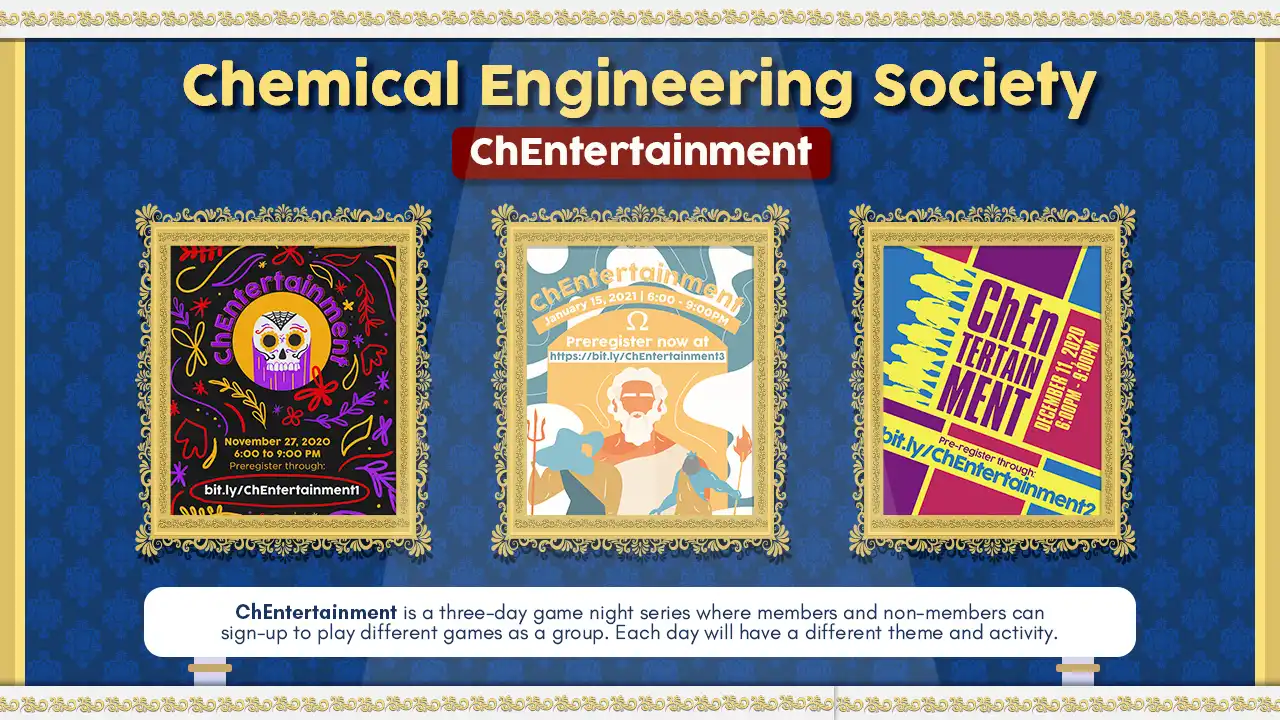 Chemical Engineering Society
ChEntertainment
ChEntertainment
November 27, 2020
6:00 to 9:00 PM
Preregister through:
bit.ly/ChEntertainment1
ChEntertainment
January 15, 2021 | 6:00 - 9:00PM
Ω
Preregister now at
https://bit.ly/ChEntertainment3
ChEn
TERTAIN
MENT
DECEMBER 11, 2020
6:00PM - 9:00PM
Pre-register through:
bit.ly/ChEntertainment2
ChEntertainment is a three-day game night series where members and non-members can
sign-up to play different games as a group. Each day will have a different theme and activity.